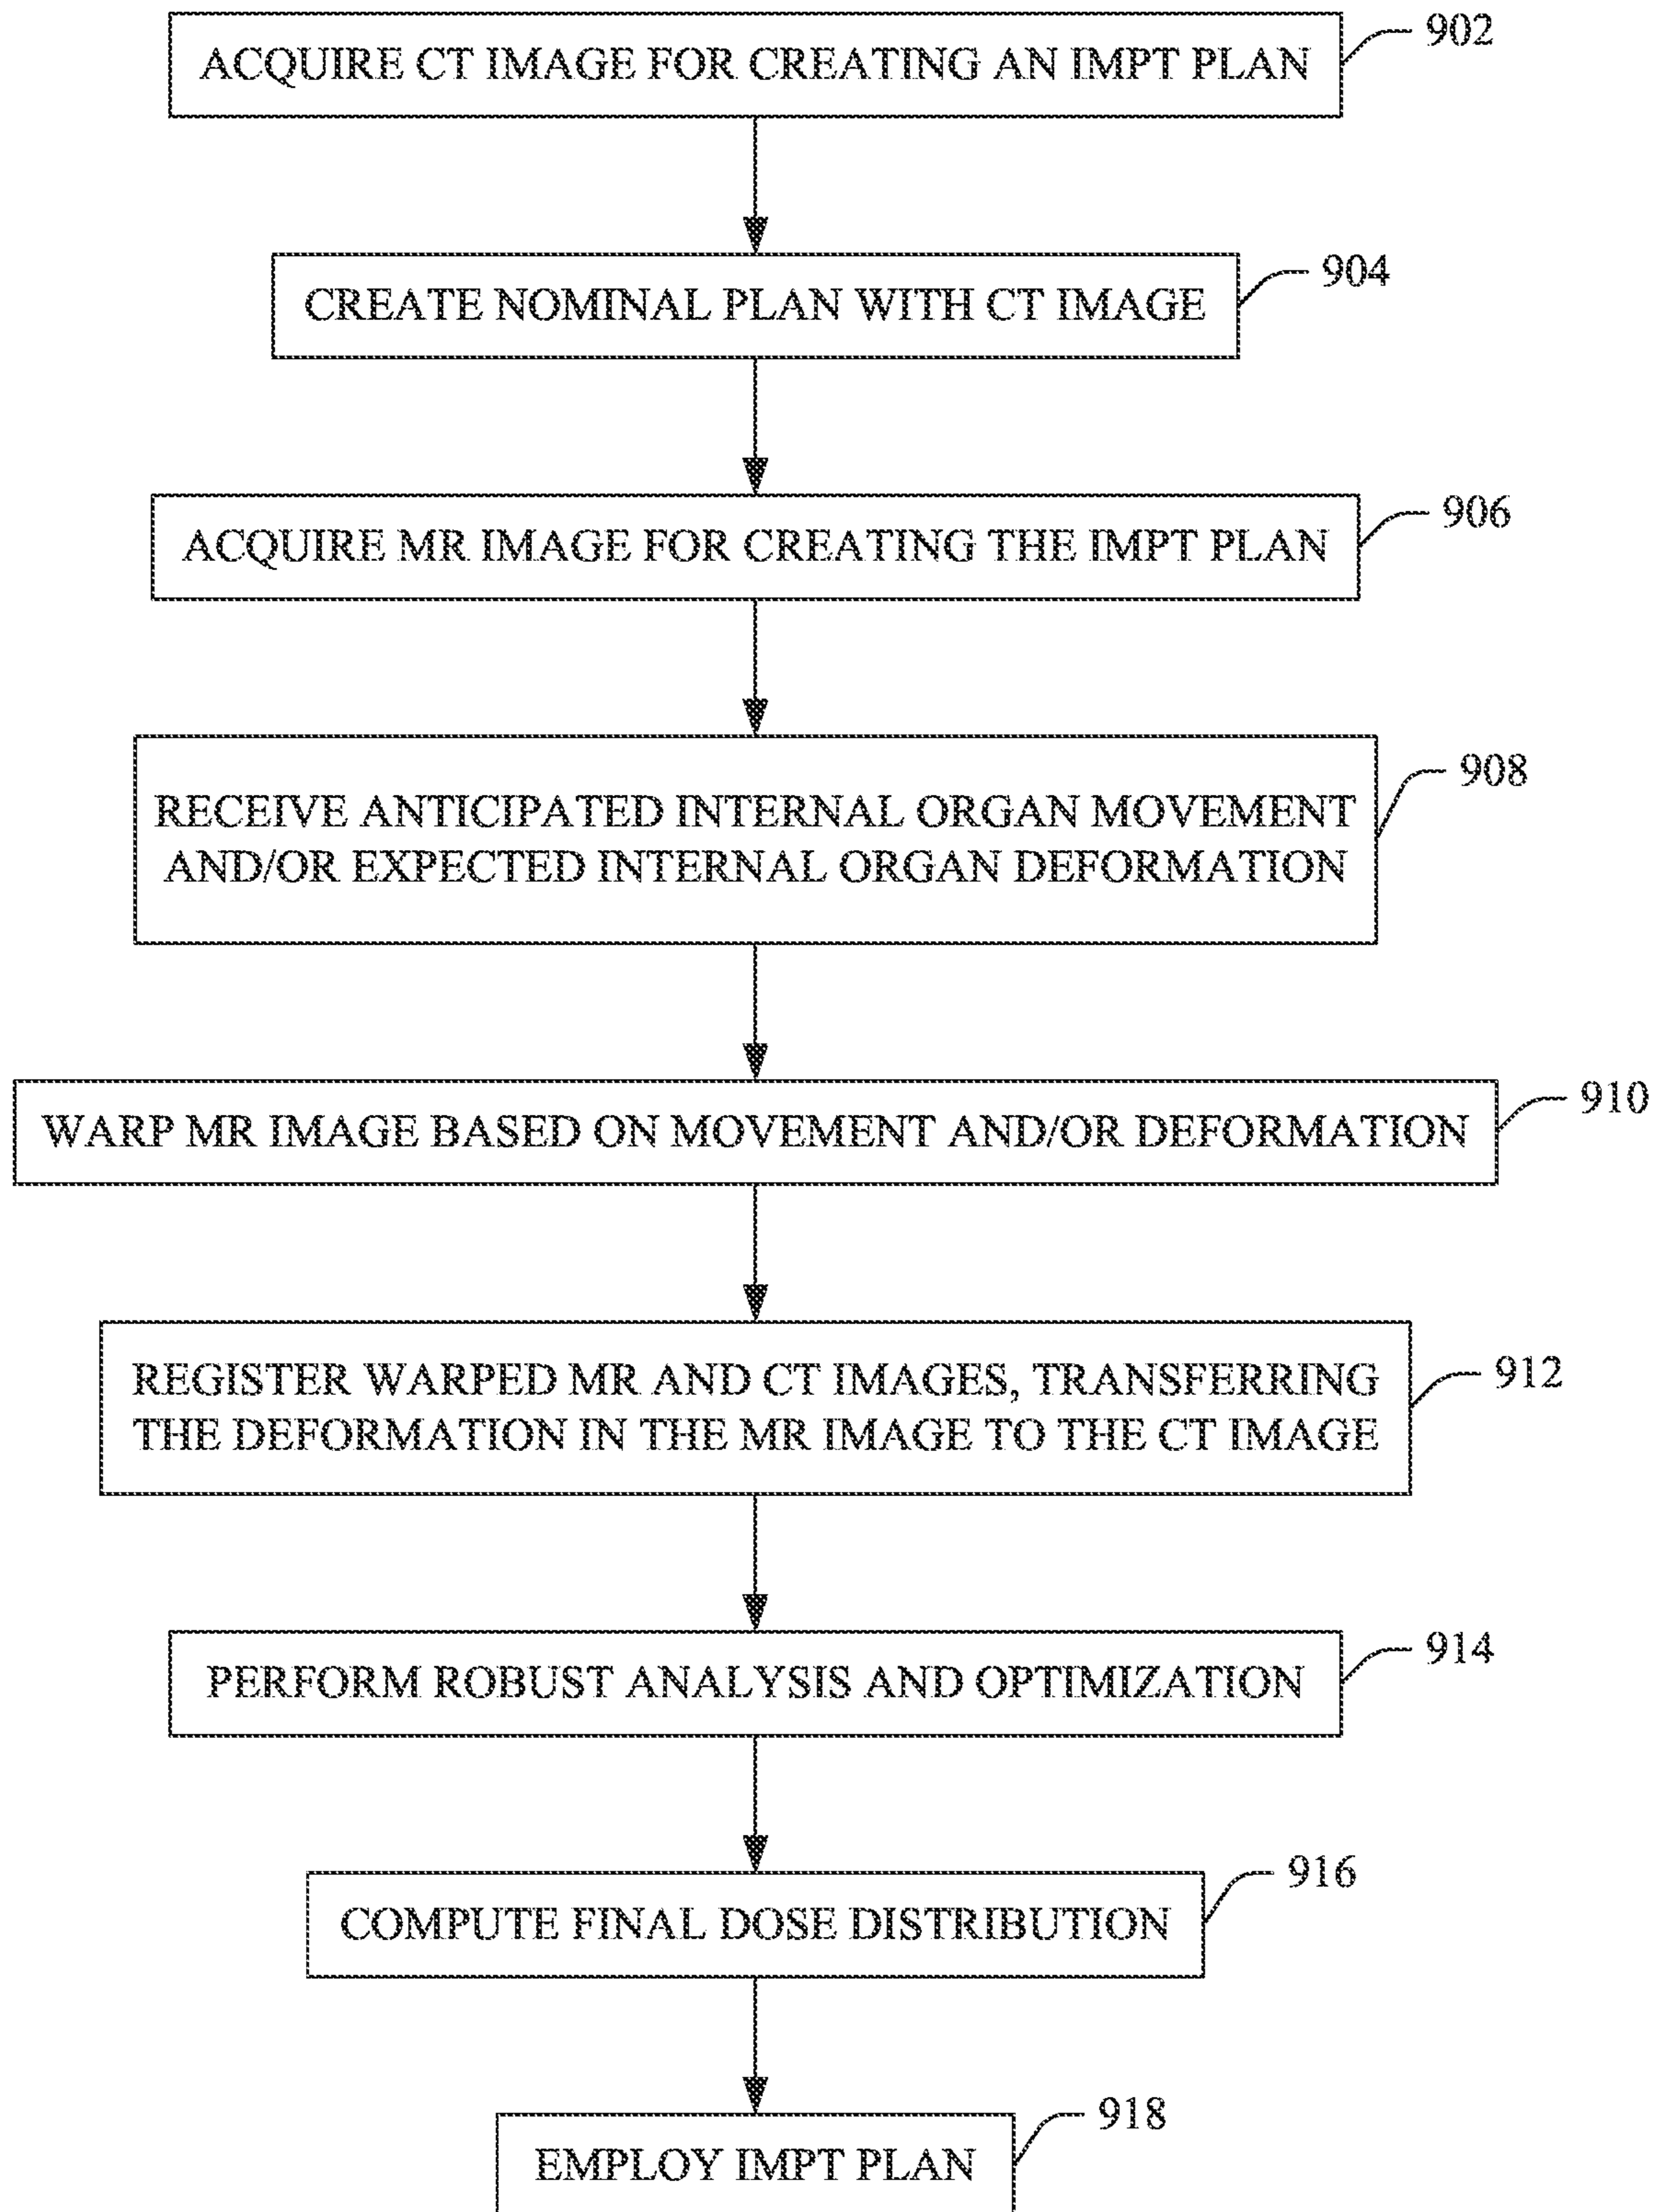 902
ACQUIRE CT IMAGE FOR CREATING AN IMPT PLAN
904
CREATE NOMINAL PLAN WITH CT IMAGE
906
ACQUIRE MR IMAGE FOR CREATING THE IMPT PLAN
908
RECEIVE ANTICIPATED INTERNAL ORGAN MOVEMENT
AND/OR EXPECTED INTERNAL ORGAN DEFORMATION
910
WARP MR IMAGE BASED ON MOVEMENT AND/OR DEFORMATION
912
REGISTER WARPED MR AND CT IMAGES, TRANSFERRING
THE DEFORMATION IN THE MR IMAGE TO THE CT IMAGE
914
PERFORM ROBUST ANALYSIS AND OPTIMIZATION
916
COMPUTE FINAL DOSE DISTRIBUTION
918
EMPLOY IMPT PLAN